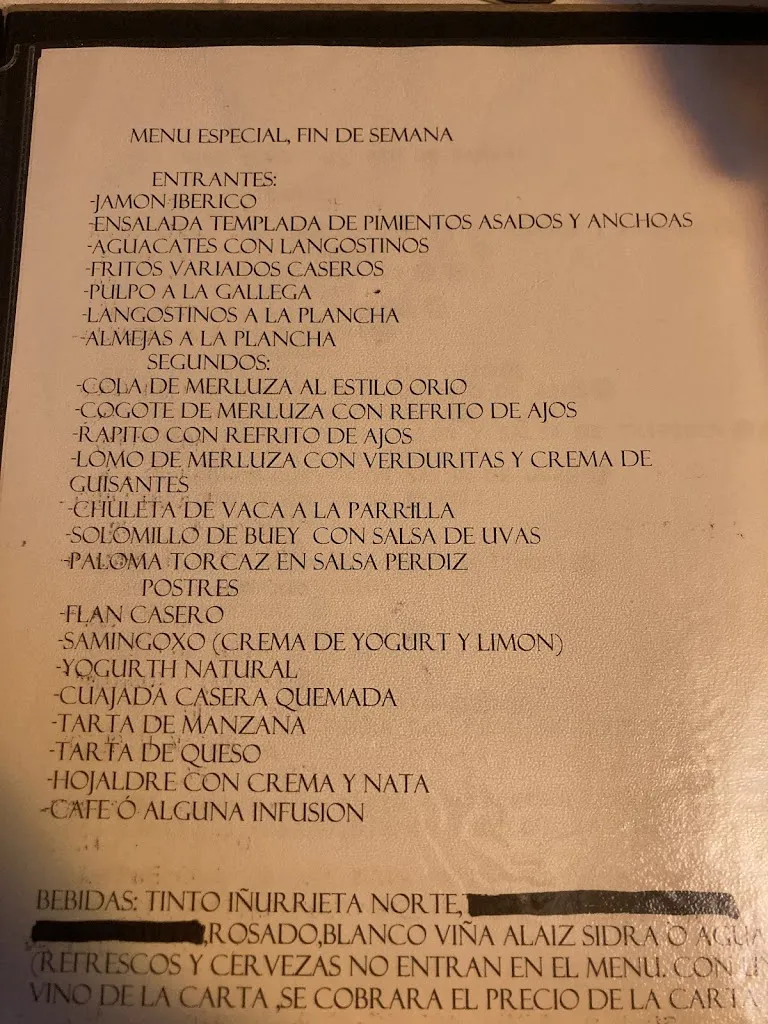 MENU ESPECIAL, FIN DE SEMANA
ENTRANTES:
-JAMON IBERICO
-ENSALADA TEMPLADA DE PIMIENTOS ASADOS Y ANCHOAS
-AGUACATES CON LANGOSTINOS
-FRITOS VARIADOS CASEROS
-PULPO A LA GALLEGA
-LANGOSTINOS A LA PLANCHA
-ALMEJAS A LA PLANCHA
SEGUNDOS:
-COLA DE MERLUZA AL ESTILO ORIO
-COGOTE DE MERLUZA CON REFRITO DE AJOS
-RAPITO CON REFRITO DE AJOS
-LOMO DE MERLUZA CON VERDURITAS Y CREMA DE
GUISANTES
-CHULETA DE VACA A LA PARRILLA
-SOLOMILLO DE BUEY CON SALSA DE UVAS
-PALOMA TORCAZ EN SALSA PERDIZ
POSTRES
-FLAN CASERO
-SAMINGOXO (CREMA DE YOGURT Y LIMON)
-YOGURTH NATURAL
-CUAJADA CASERA QUEMADA
-TARTA DE MANZANA
-TARTA DE QUESO
-HOJALDRE CON CREMA Y NATA
-CAFE Ó ALGUNA INFUSION
BEBIDAS: TINTO IÑURRIETA NORTE,
,ROSADO,BLANCO VIÑA ALAIZ SIDRA O AGUA
(REFRESCOS Y CERVEZAS NO ENTRAN EN EL MENU. CON
VINO DE LA CARTA ,SE COBRARA EL PRECIO DE LA CARTA